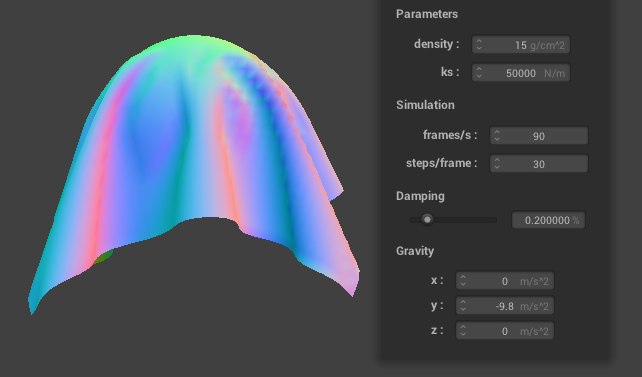 Parameters
density : 15 g/cm^2
ks : 50000 N/m
Simulation
frames/s : 90
steps/frame : 30
Damping
0.200000 %
Gravity
x : 0 m/s^2
y : -9.8 m/s^2
z : 0 m/s^2